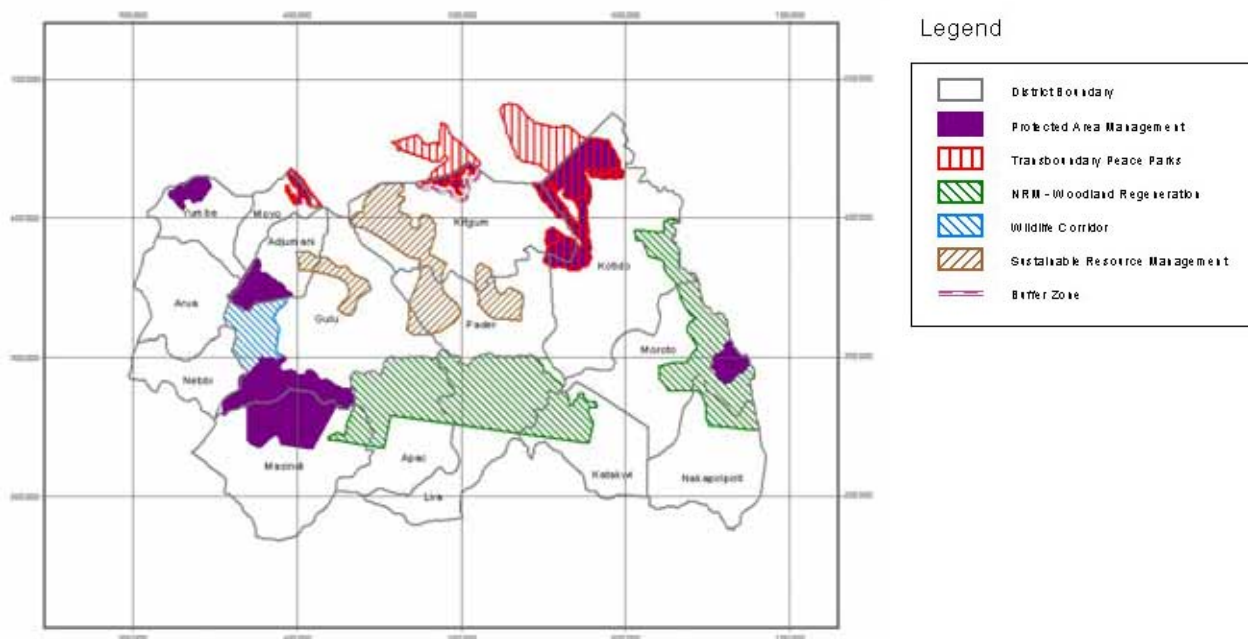 Legend
District Boundary
Protected Area Management
Transboundary Peace Parks
NRM - Woodland Regeneration
Wildlife Corridor
Sustainable Resource Management
Buffer Zone
Yumbe
Moyo
Adjumani
Kitgum
Kotido
Arua
Gulu
Pader
Moroto
Nebbi
Masindi
Apac
Lira
Katakwi
Nakapiripirit